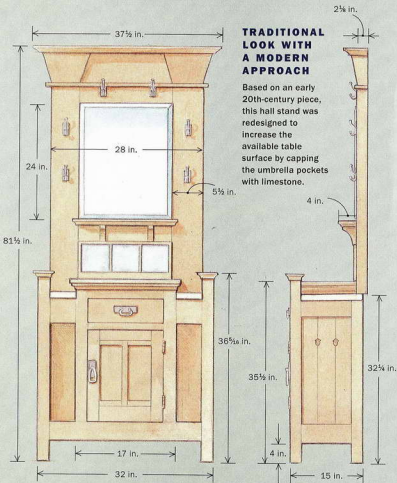 37½ in.
2⅛ in.
TRADITIONAL
LOOK WITH
A MODERN
APPROACH
Based on an early
20th-century piece,
this hall stand was
redesigned to
increase the
available table
surface by capping
the umbrella pockets
with limestone.
28 in.
24 in.
5½ in.
4 in.
81½ in.
36⁵⁄₁₆ in.
35½ in.
32¼ in.
4 in.
17 in.
32 in.
15 in.